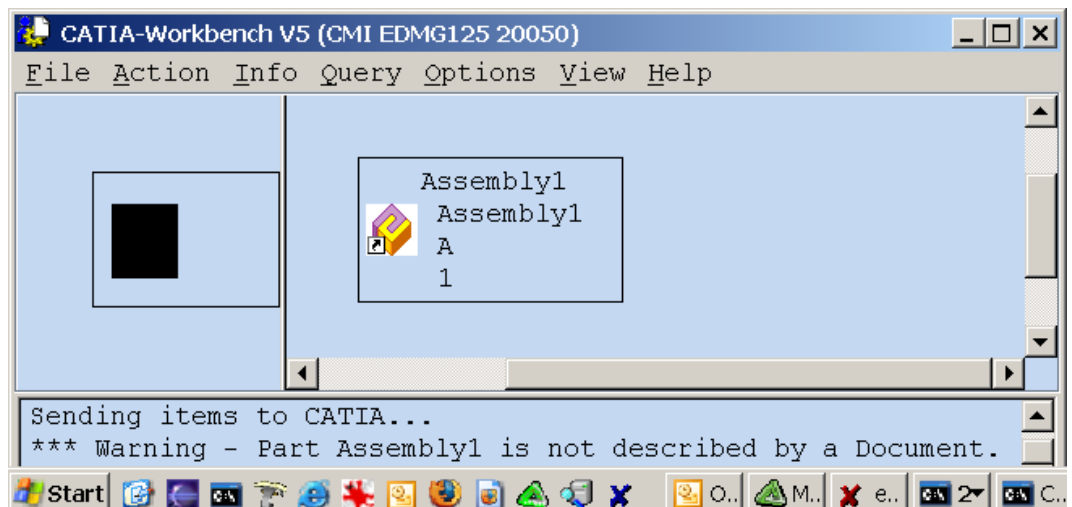 CATIA-Workbench V5 (CMI EDMG125 20050)
File Action Info Query Options View Help
Assembly1
Assembly1
A
1
Sending items to CATIA...
*** Warning - Part Assembly1 is not described by a Document.
Start O.. M.. e.. 2 C..